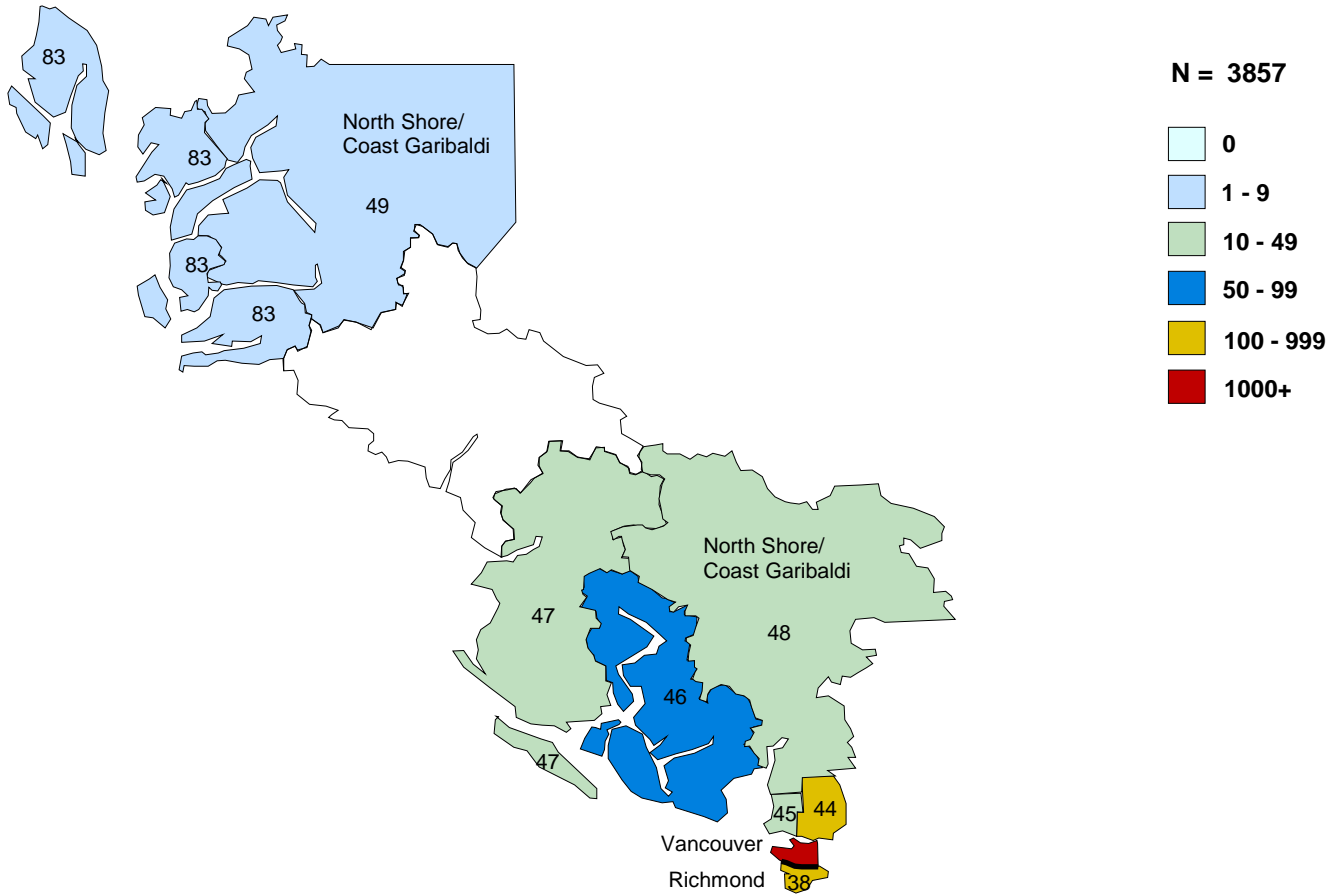 83
N = 3857
North Shore/
Coast Garibaldi
0
83
1 - 9
49
10 - 49
83
50 - 99
83
100 - 999
1000+
North Shore/
Coast Garibaldi
47
48
46
47
45
44
Vancouver
Richmond
38